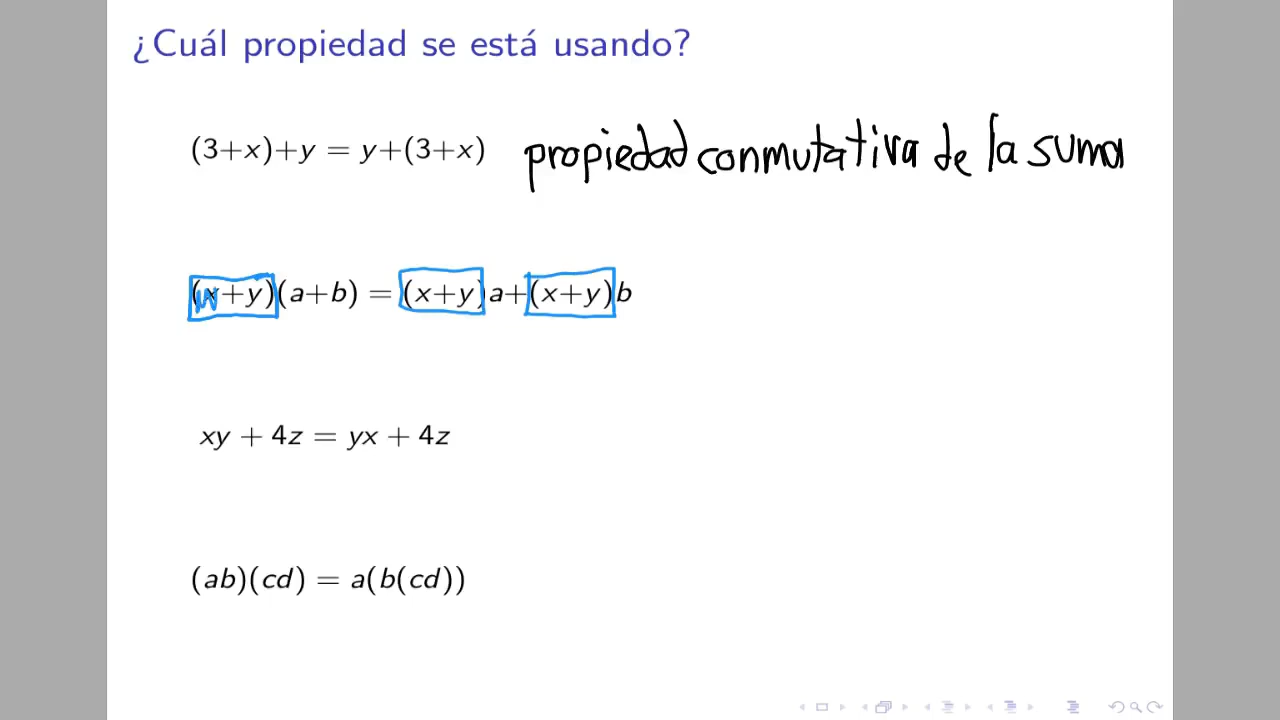 ¿Cuál propiedad se está usando?
(3+x)+y = y+(3+x) propiedad conmutativa de la suma
(x+y)(a+b) = (x+y)a+(x+y)b
xy + 4z = yx + 4z
(ab)(cd) = a(b(cd))